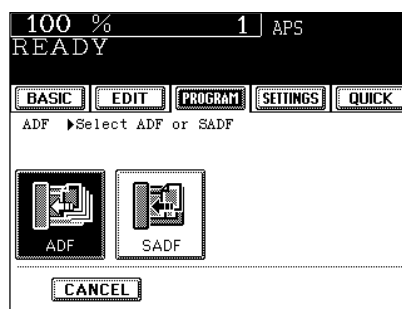 100 % 1 APS
READY
BASIC EDIT PROGRAM SETTINGS QUICK
ADF ▶Select ADF or SADF
ADF SADF
CANCEL